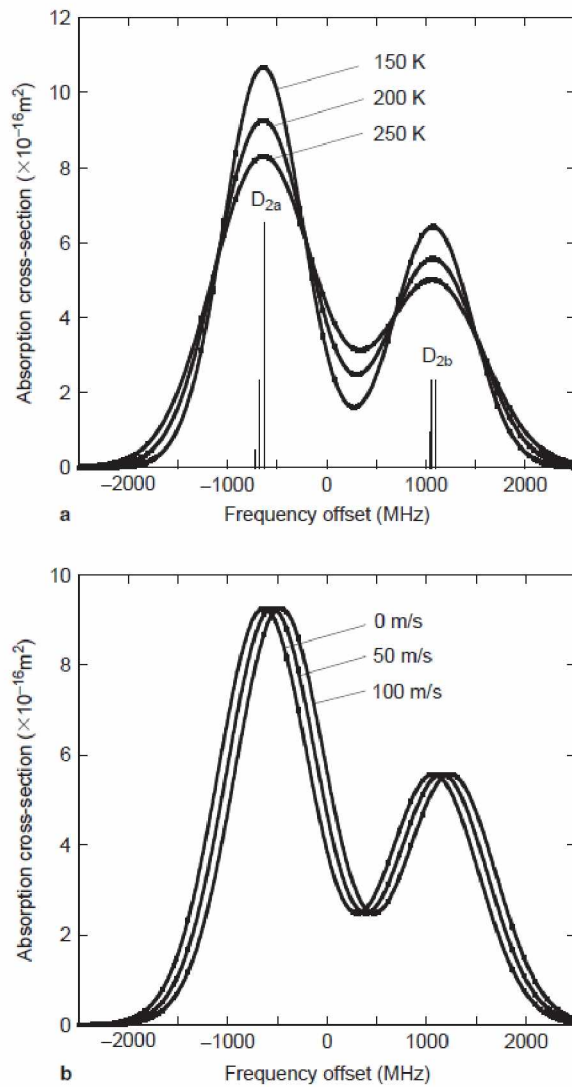 12
10
8
6
4
2
0
Absorption cross-section (×10⁻¹⁶m²)
150 K
200 K
250 K
D₂ₐ
D₂b
−2000
−1000
0
1000
2000
a
Frequency offset (MHz)
10
8
6
4
2
0
Absorption cross-section (×10⁻¹⁶m²)
0 m/s
50 m/s
100 m/s
−2000
−1000
0
1000
2000
b
Frequency offset (MHz)